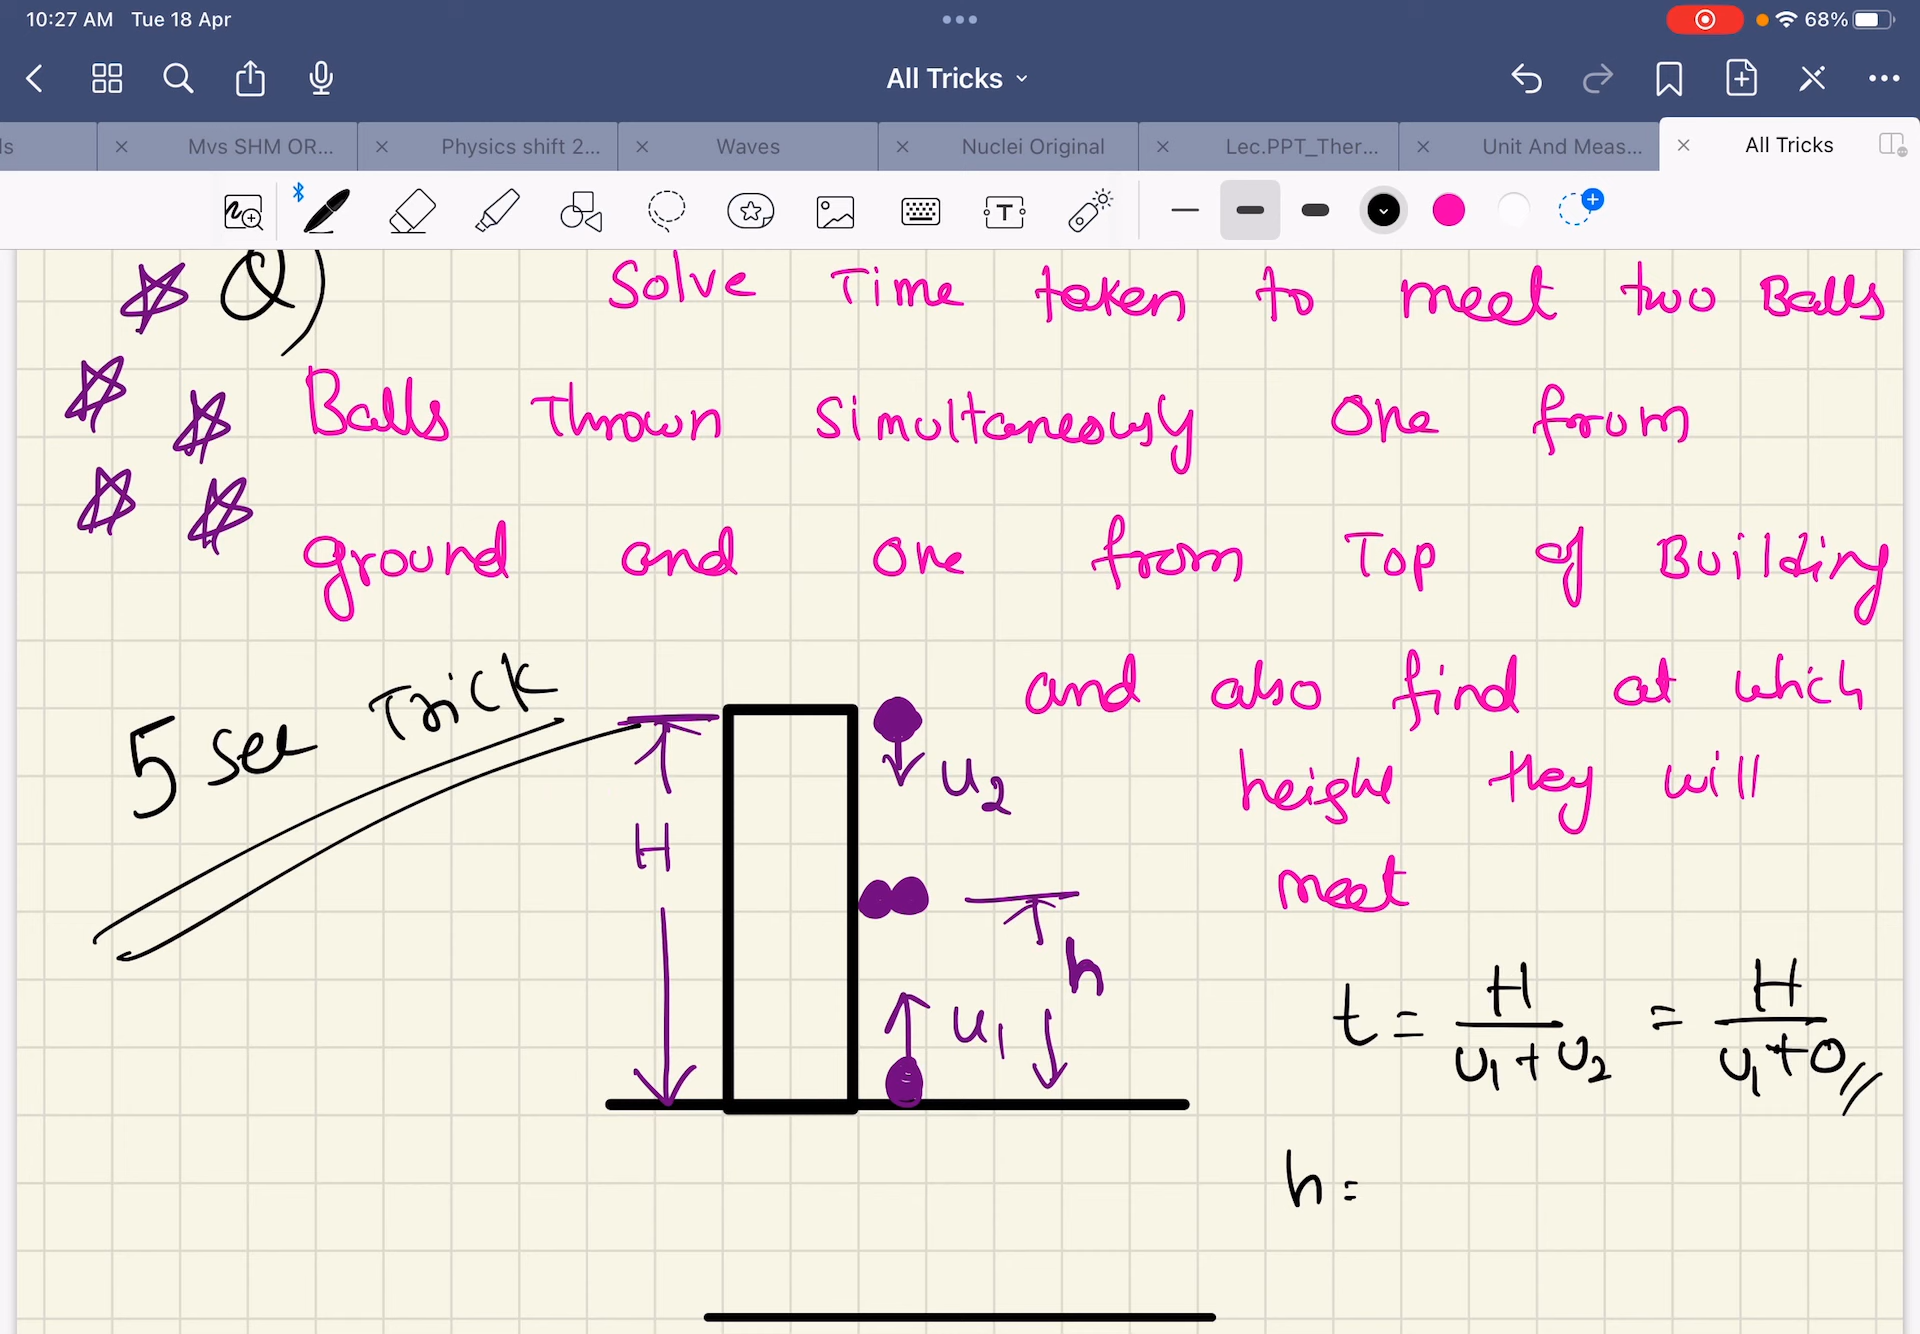 10:27 AM Tue 18 Apr
68%
All Tricks
ls
Mvs SHM OR...
Physics shift 2...
Waves
Nuclei Original
Lec.PPT_Ther...
Unit And Meas...
All Tricks
T
Q) Solve Time taken to meet two Balls
Balls Thrown Simultaneously One from
ground and one from Top of Building
and also find at which
height they will
meet
5 sec Trick
u₂
H
h
u₁
t = H/(u₁+u₂) = H/(u₁+0)
h =